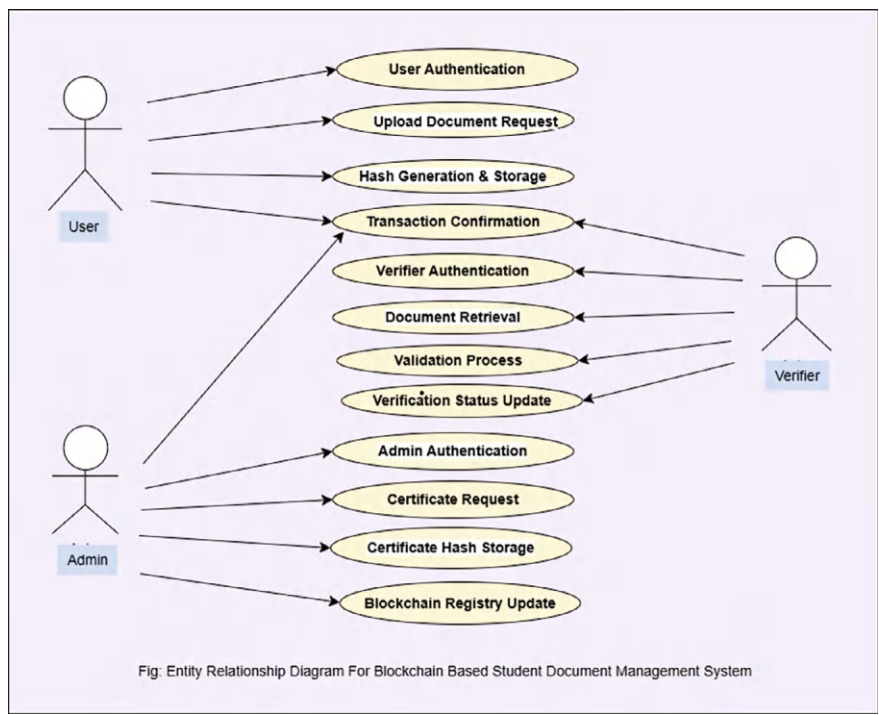 User Authentication
Upload Document Request
Hash Generation & Storage
Transaction Confirmation
User
Verifier Authentication
Document Retrieval
Validation Process
Verifier
Verification Status Update
Admin Authentication
Certificate Request
Certificate Hash Storage
Admin
Blockchain Registry Update
Fig: Entity Relationship Diagram For Blockchain Based Student Document Management System